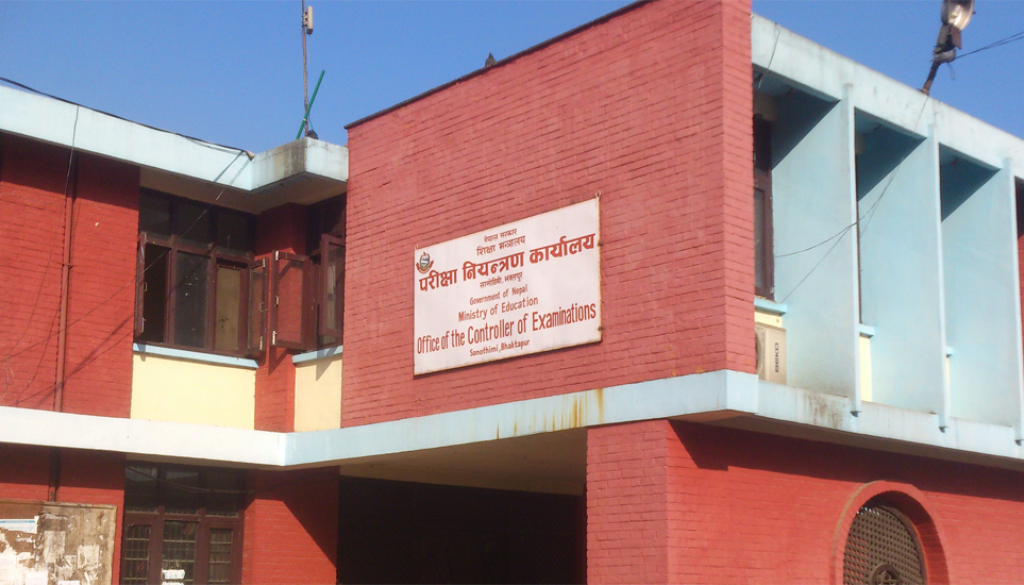 नेपाल सरकार
शिक्षा मन्त्रालय
परीक्षा नियन्त्रण कार्यालय
सानोठिमी, भक्तपुर
Government of Nepal
Ministry of Education
Office of the Controller of Examinations
Sanothimi, Bhaktapur
BEKO